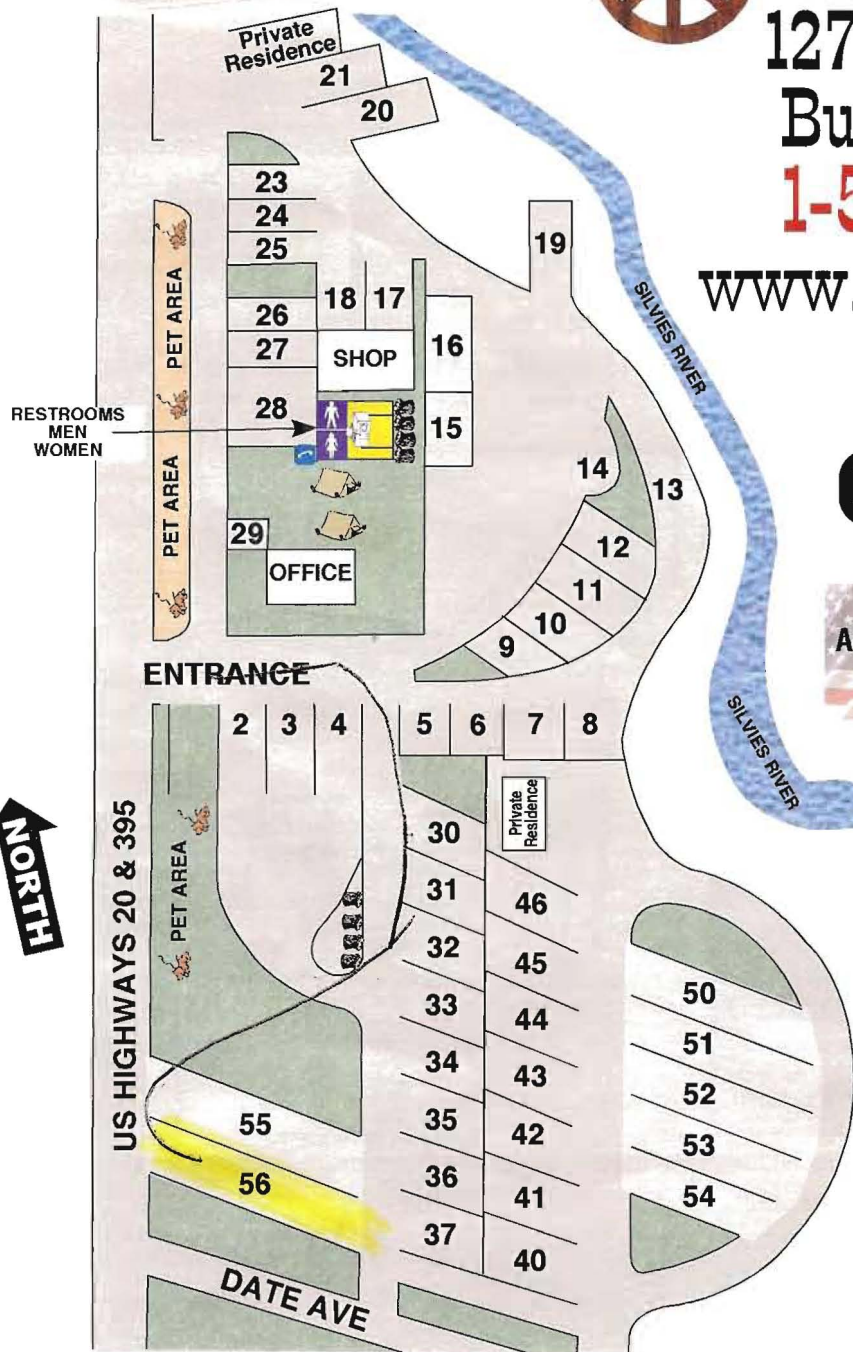 127
Bu
1-5
www.
Private
Residence
21
20
23
24
25
19
SILVIES RIVER
PET AREA
18 17
26
27
SHOP
16
RESTROOMS
MEN
WOMEN
28
15
14
13
PET AREA
12
29
11
OFFICE
10
9
A
ENTRANCE
SILVIES RIVER
2 3 4 5 6 7 8
NORTH
US HIGHWAYS 20 & 395
PET AREA
Private
Residence
30
31
46
32
45
33
44
34
43
35
42
36
41
37
40
50
51
52
53
54
55
56
DATE AVE